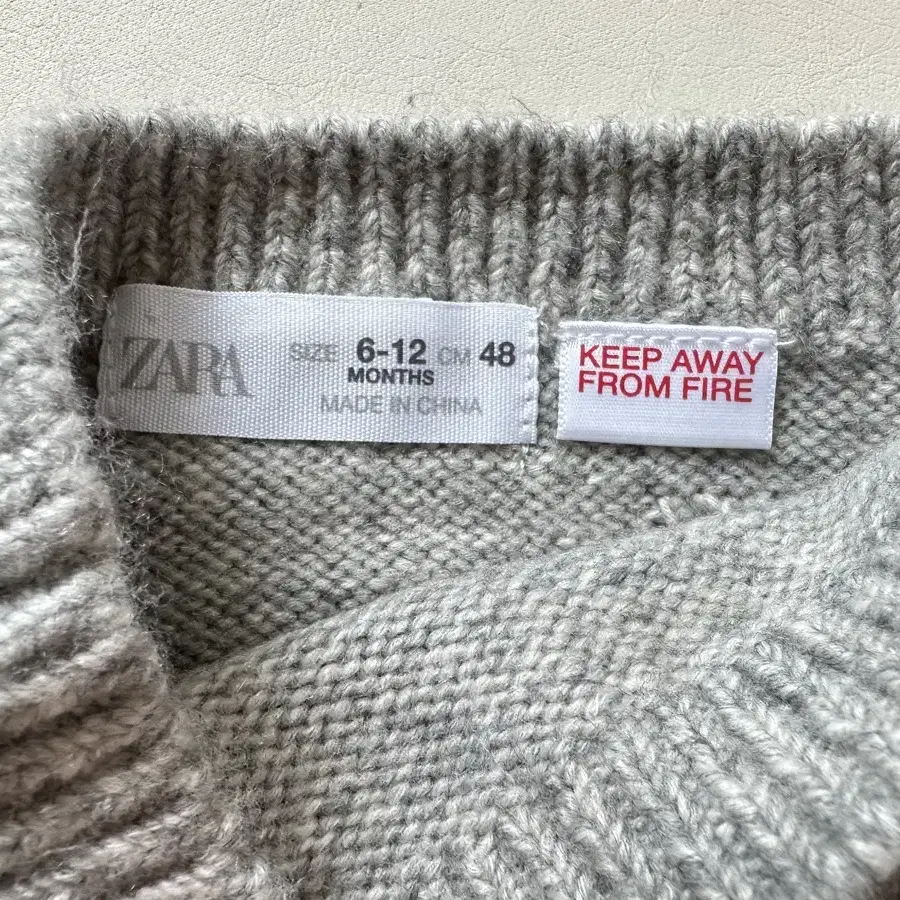 ZARA
SIZE 6-12 CM 48
MONTHS
MADE IN CHINA
KEEP AWAY
FROM FIRE